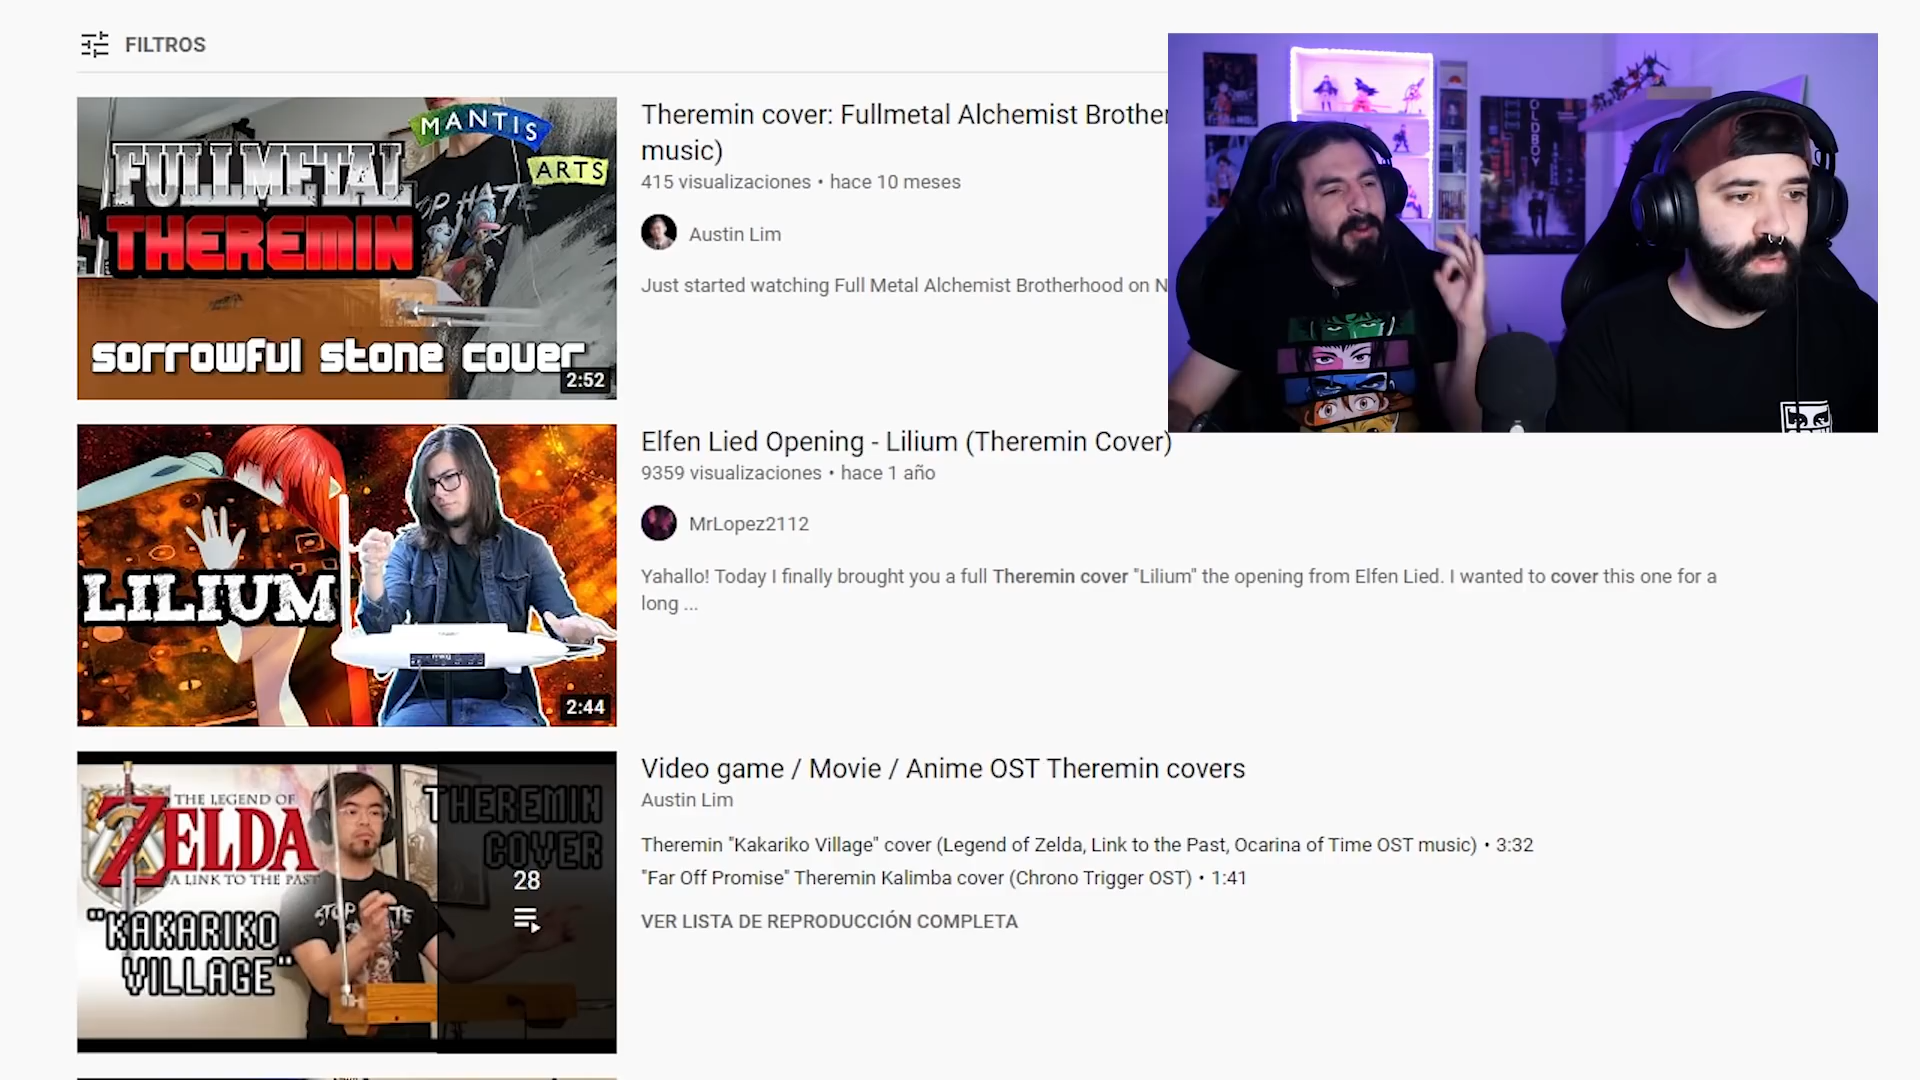 FILTROS
MANTIS
ARTS
FULLMETAL
THEREMIN
sorrowful stone cover
2:52
Theremin cover: Fullmetal Alchemist Brother
music)
415 visualizaciones • hace 10 meses
Austin Lim
Just started watching Full Metal Alchemist Brotherhood on N
OLDBOY
LILIUM
2:44
Elfen Lied Opening - Lilium (Theremin Cover)
9359 visualizaciones • hace 1 año
MrLopez2112
Yahallo! Today I finally brought you a full Theremin cover "Lilium" the opening from Elfen Lied. I wanted to cover this one for a
long ...
THE LEGEND OF
ZELDA
A LINK TO THE PAST
"KAKARIKO
VILLAGE"
THEREMIN
COVER
28
Video game / Movie / Anime OST Theremin covers
Austin Lim
Theremin "Kakariko Village" cover (Legend of Zelda, Link to the Past, Ocarina of Time OST music) • 3:32
"Far Off Promise" Theremin Kalimba cover (Chrono Trigger OST) • 1:41
VER LISTA DE REPRODUCCIÓN COMPLETA